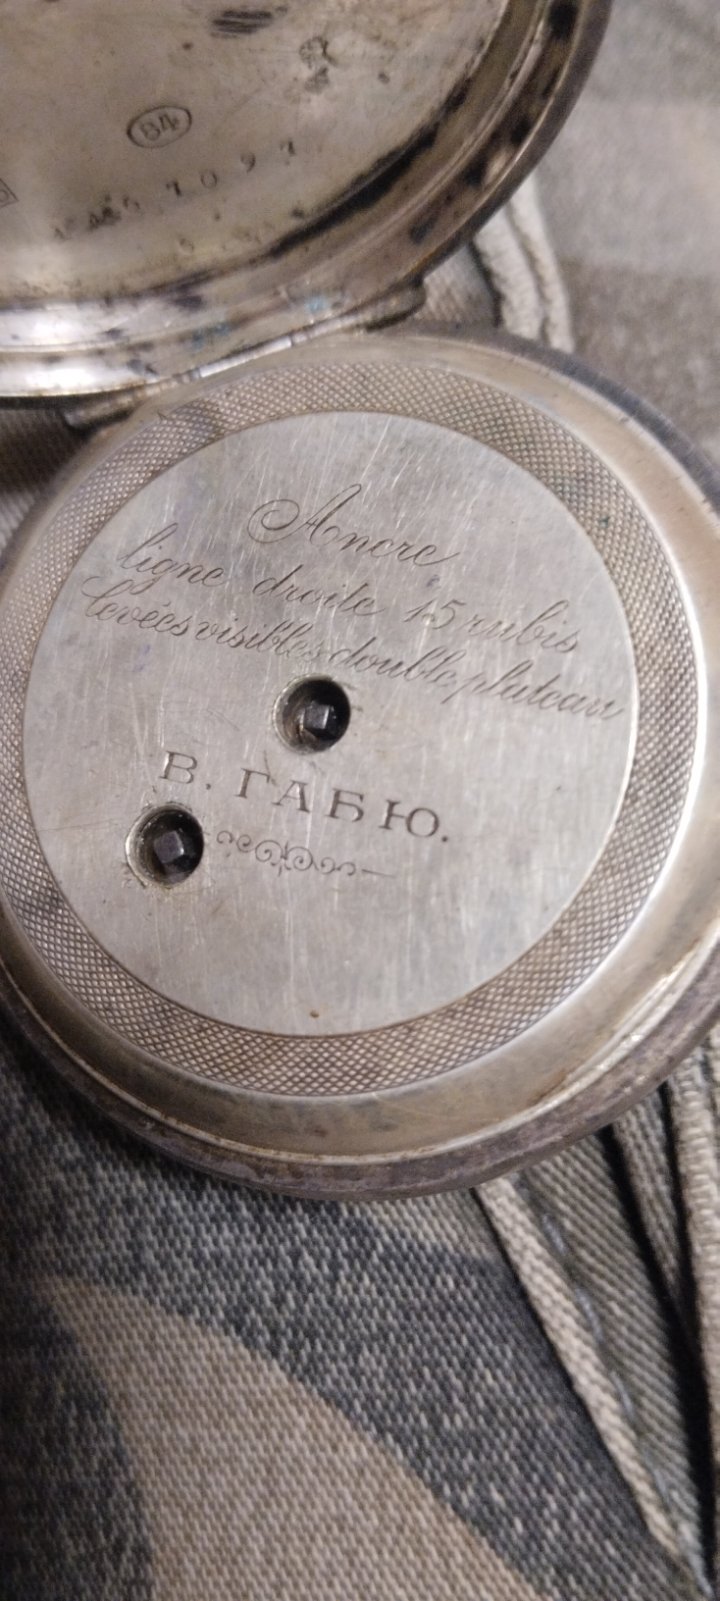 84
Ancre
ligne droite 15 rubis
levées visibles double plateau
В. ГАБЮ.